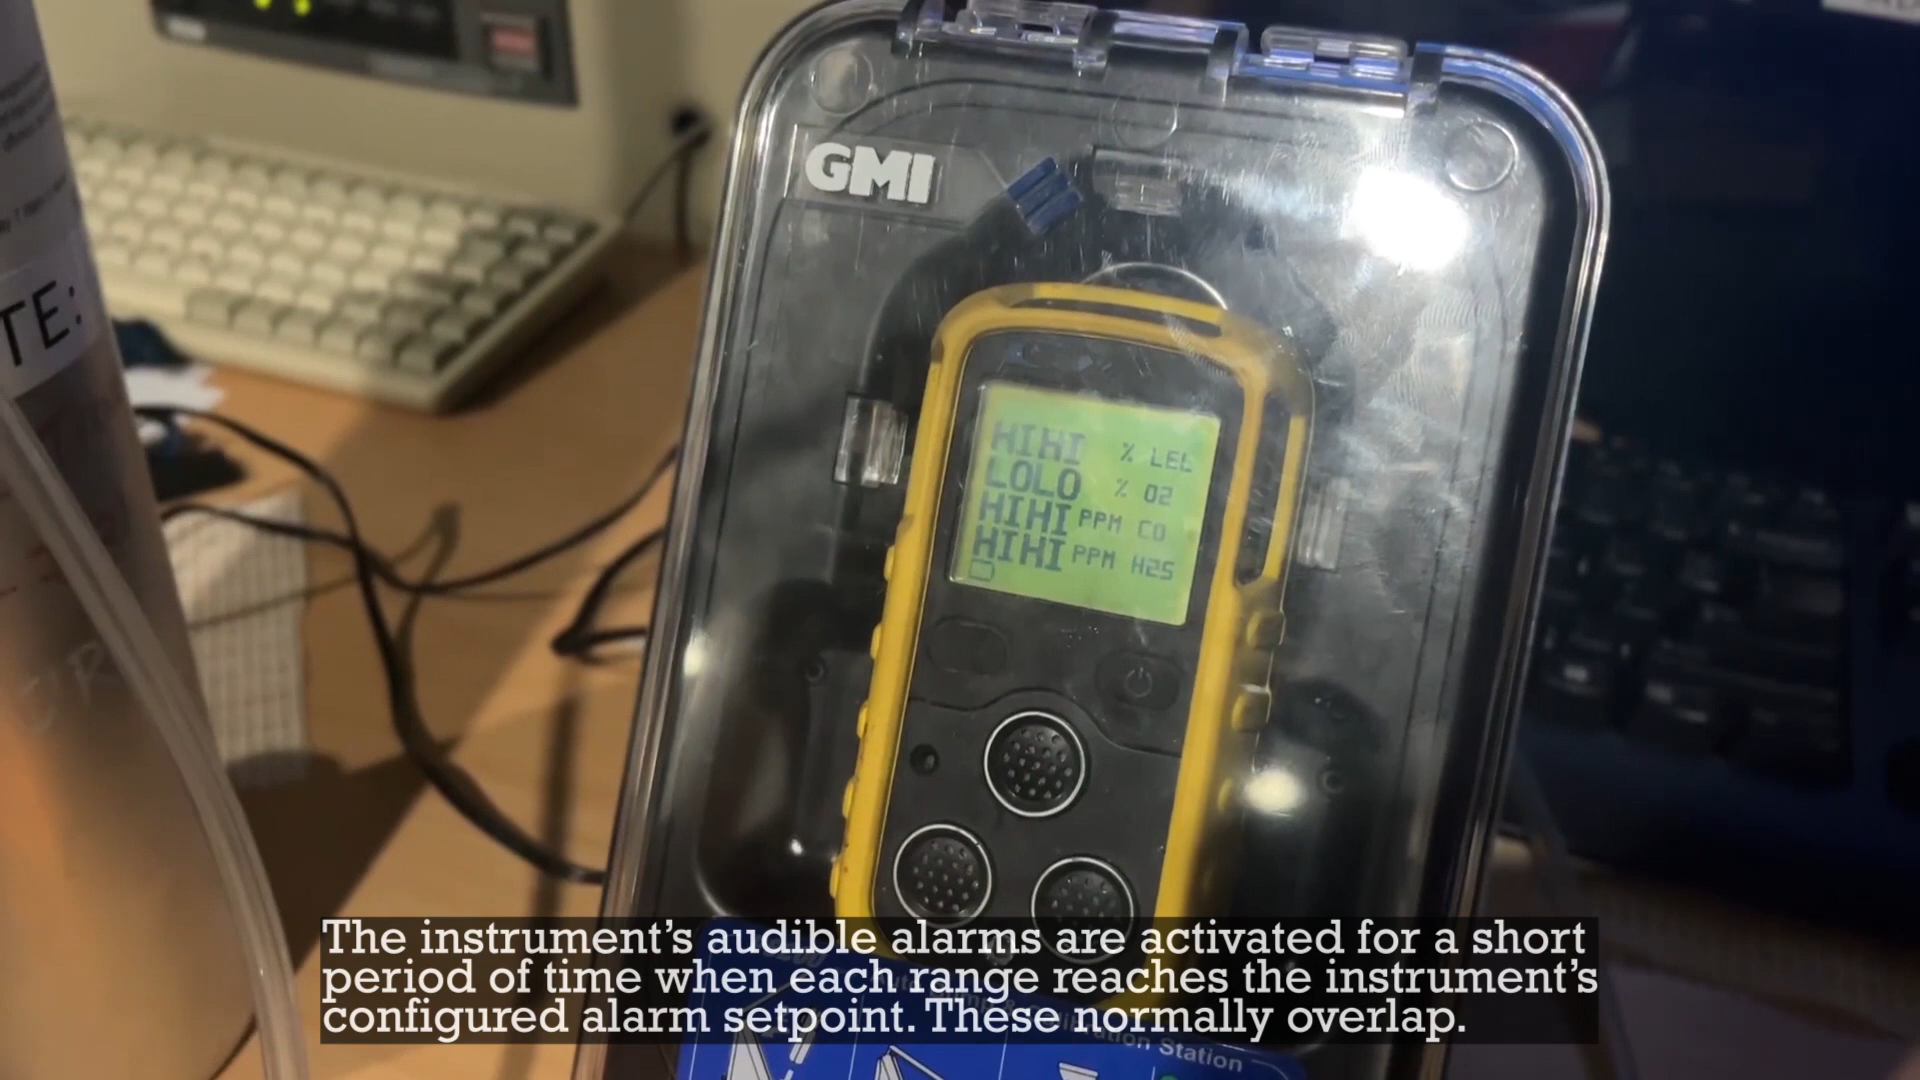 GMI
TE:
HIHI % LEL
LOLO % O2
HIHI PPM CO
HIHI PPM H2S
The instrument's audible alarms are activated for a short
period of time when each range reaches the instrument's
configured alarm setpoint. These normally overlap.
Station